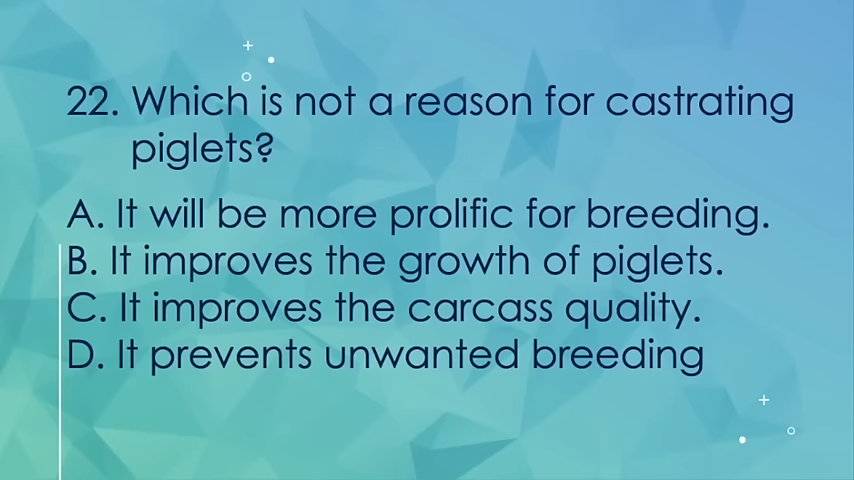 22. Which is not a reason for castrating
piglets?
A. It will be more prolific for breeding.
B. It improves the growth of piglets.
C. It improves the carcass quality.
D. It prevents unwanted breeding